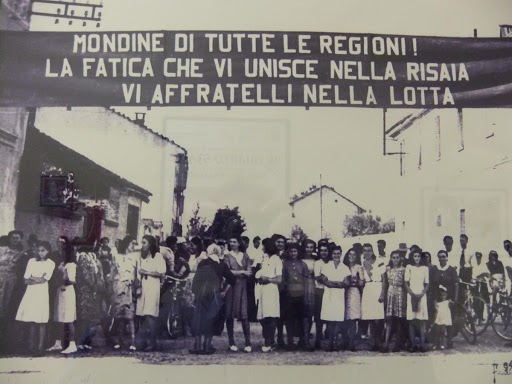 MONDINE DI TUTTE LE REGIONI!
LA FATICA CHE VI UNISCE NELLA RISAIA
VI AFFRATELLI NELLA LOTTA